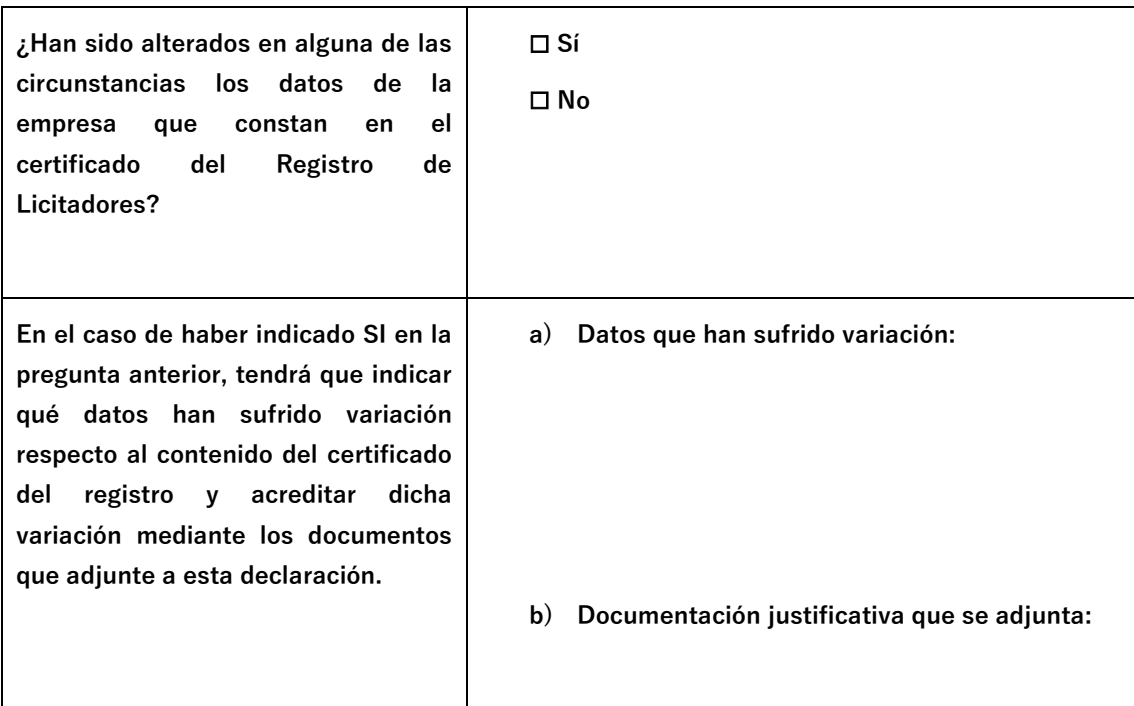 ¿Han sido alterados en alguna de las
circunstancias los datos de la
empresa que constan en el
certificado del Registro de
Licitadores?
☐ Sí
☐ No
En el caso de haber indicado SI en la
pregunta anterior, tendrá que indicar
qué datos han sufrido variación
respecto al contenido del certificado
del registro y acreditar dicha
variación mediante los documentos
que adjunte a esta declaración.
a) Datos que han sufrido variación:
b) Documentación justificativa que se adjunta: